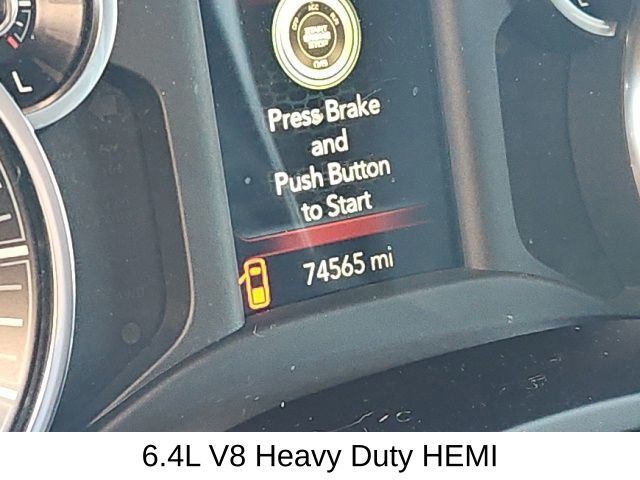 L
Press Brake
and
Push Button
to Start
74565 mi
6.4L V8 Heavy Duty HEMI